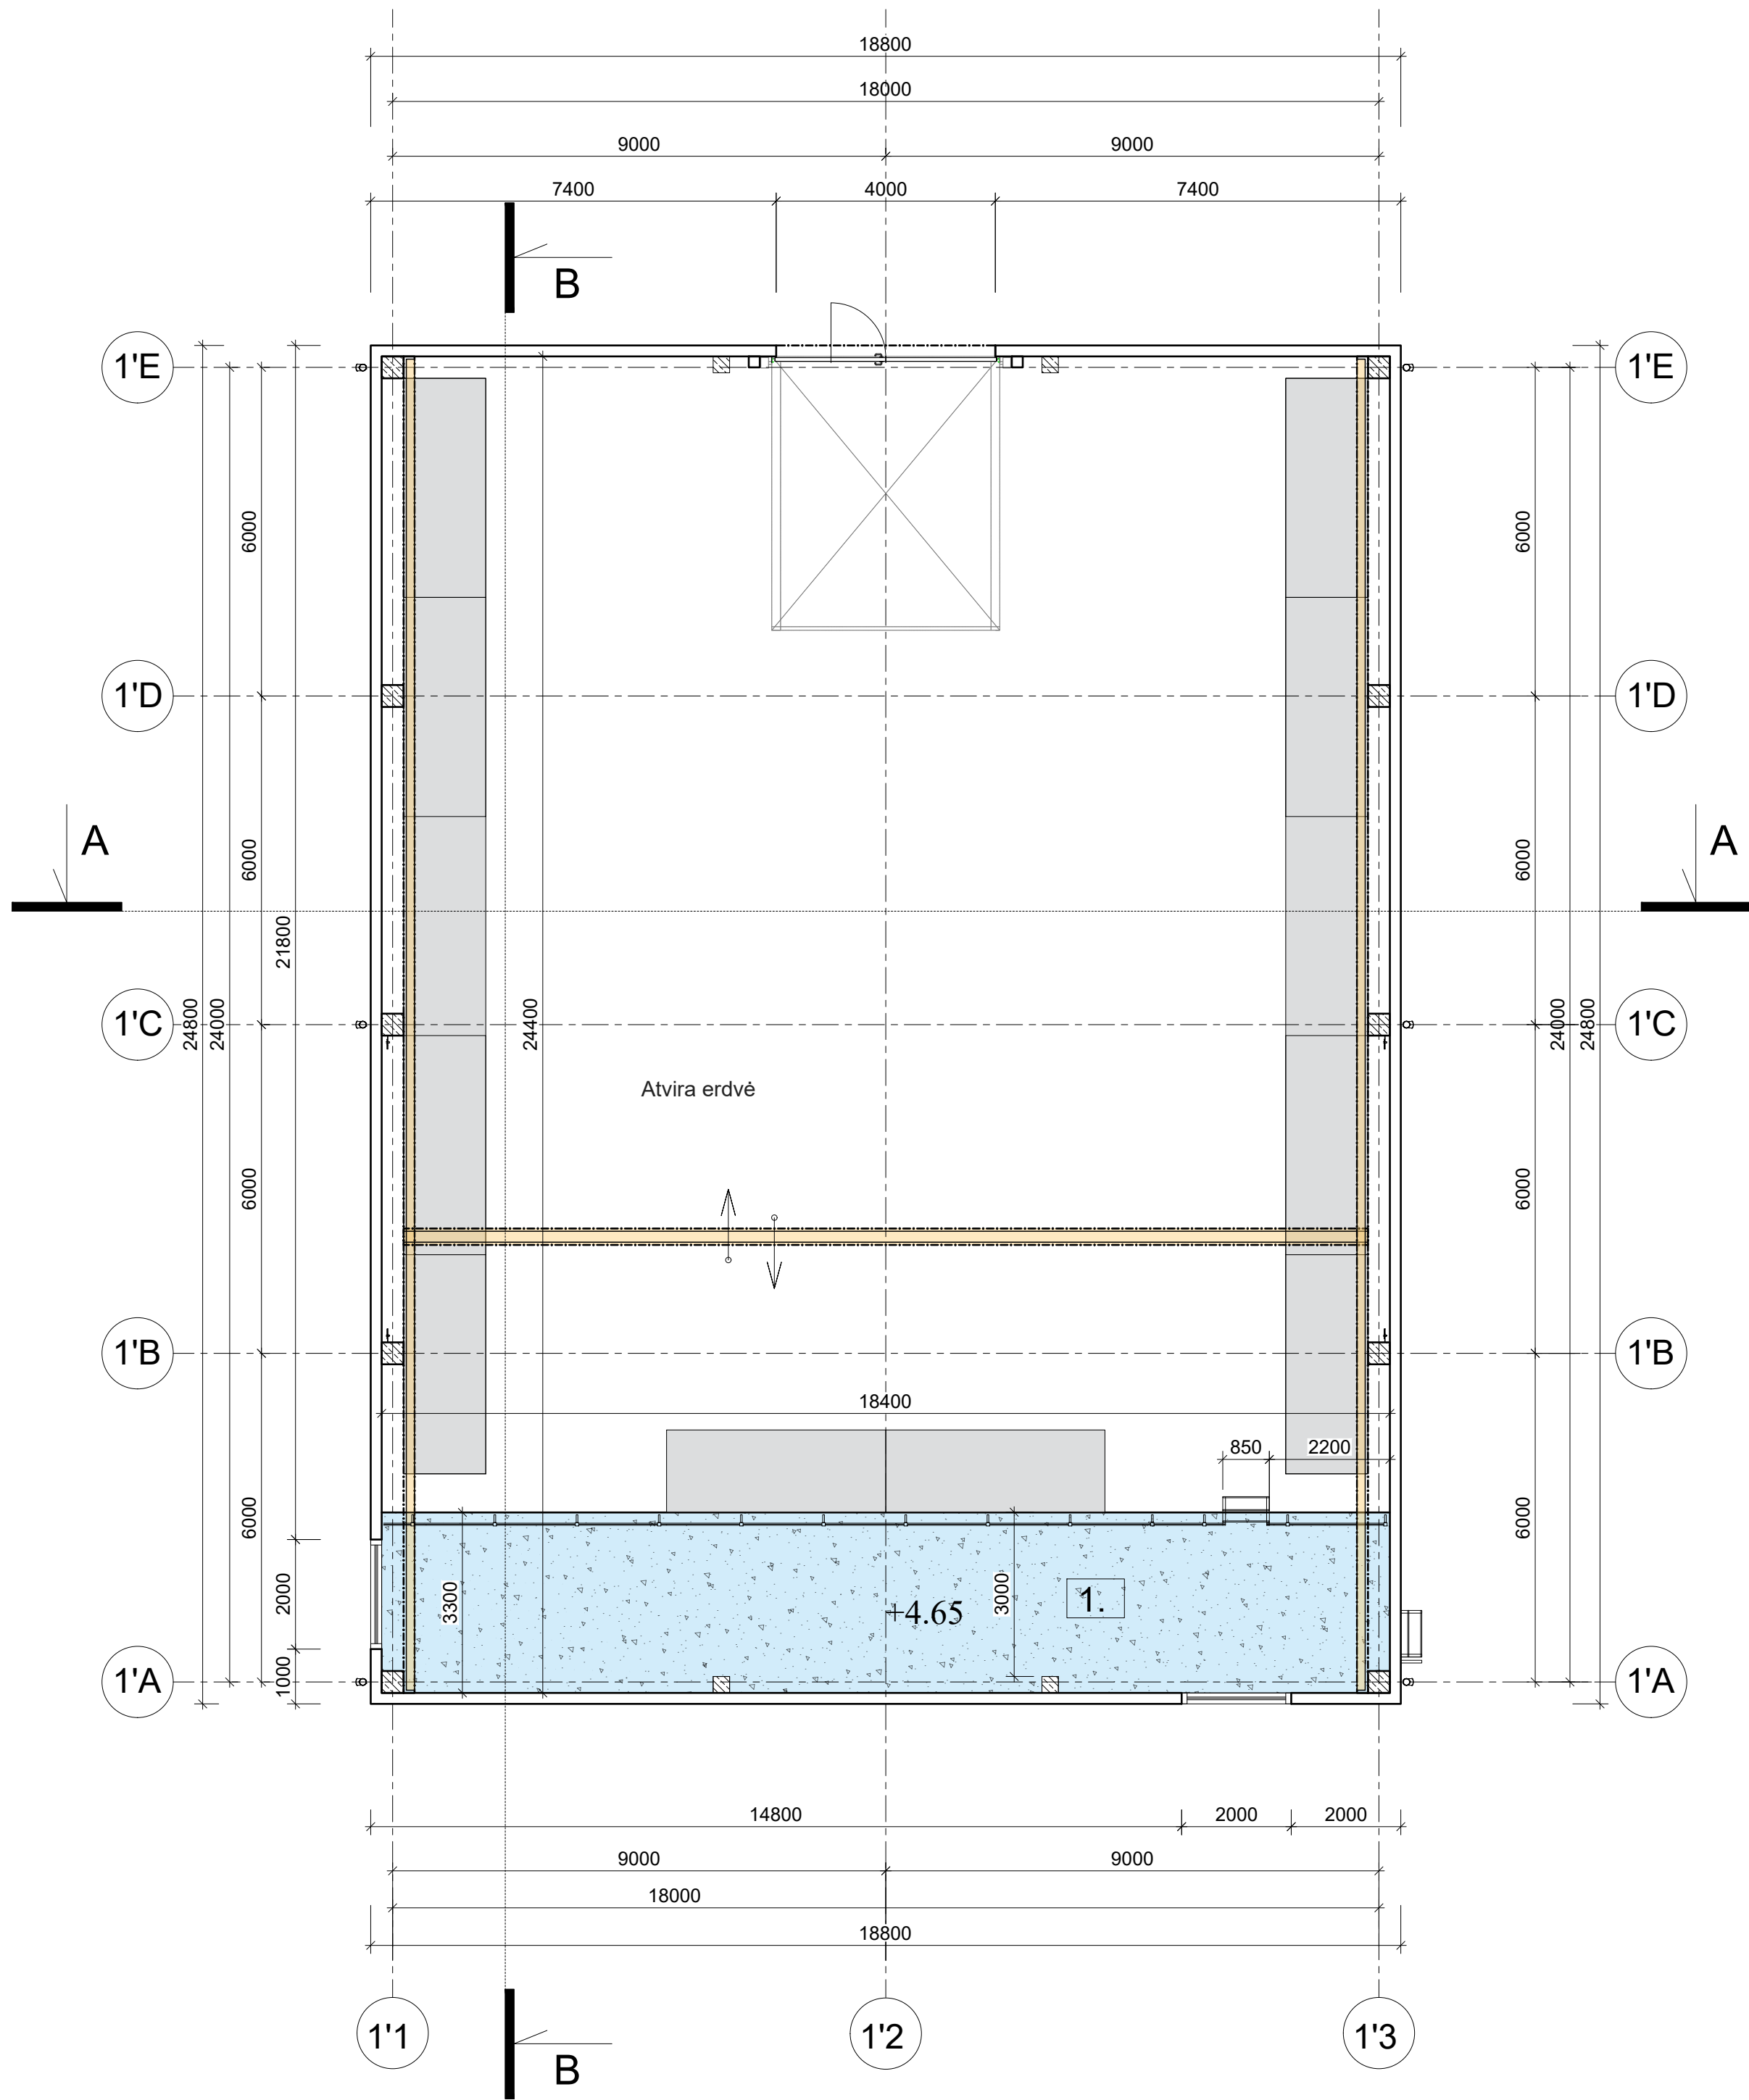 18800
18000
9000 9000
7400 4000 7400
B
1'E 1'E
6000 6000
1'D 1'D
A A
6000 6000
21800
1'C 24800 24000 24400 24000 24800 1'C
Atvira erdvė
6000 6000
1'B 1'B
18400
850 2200
6000 6000
2000 3300 3000 1.
+4.65
1'A 1000 1'A
14800 2000 2000
9000 9000
18000
18800
1'1 1'2 1'3
B